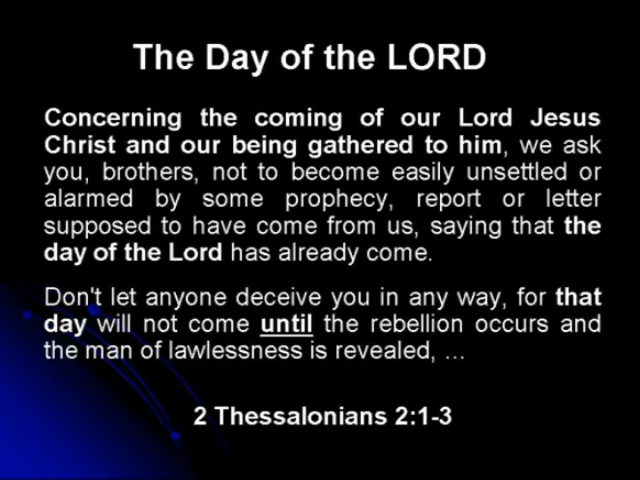 The Day of the LORD
Concerning the coming of our Lord Jesus
Christ and our being gathered to him, we ask
you, brothers, not to become easily unsettled or
alarmed by some prophecy, report or letter
supposed to have come from us, saying that the
day of the Lord has already come.
Don't let anyone deceive you in any way, for that
day will not come until the rebellion occurs and
the man of lawlessness is revealed, ...
2 Thessalonians 2:1-3